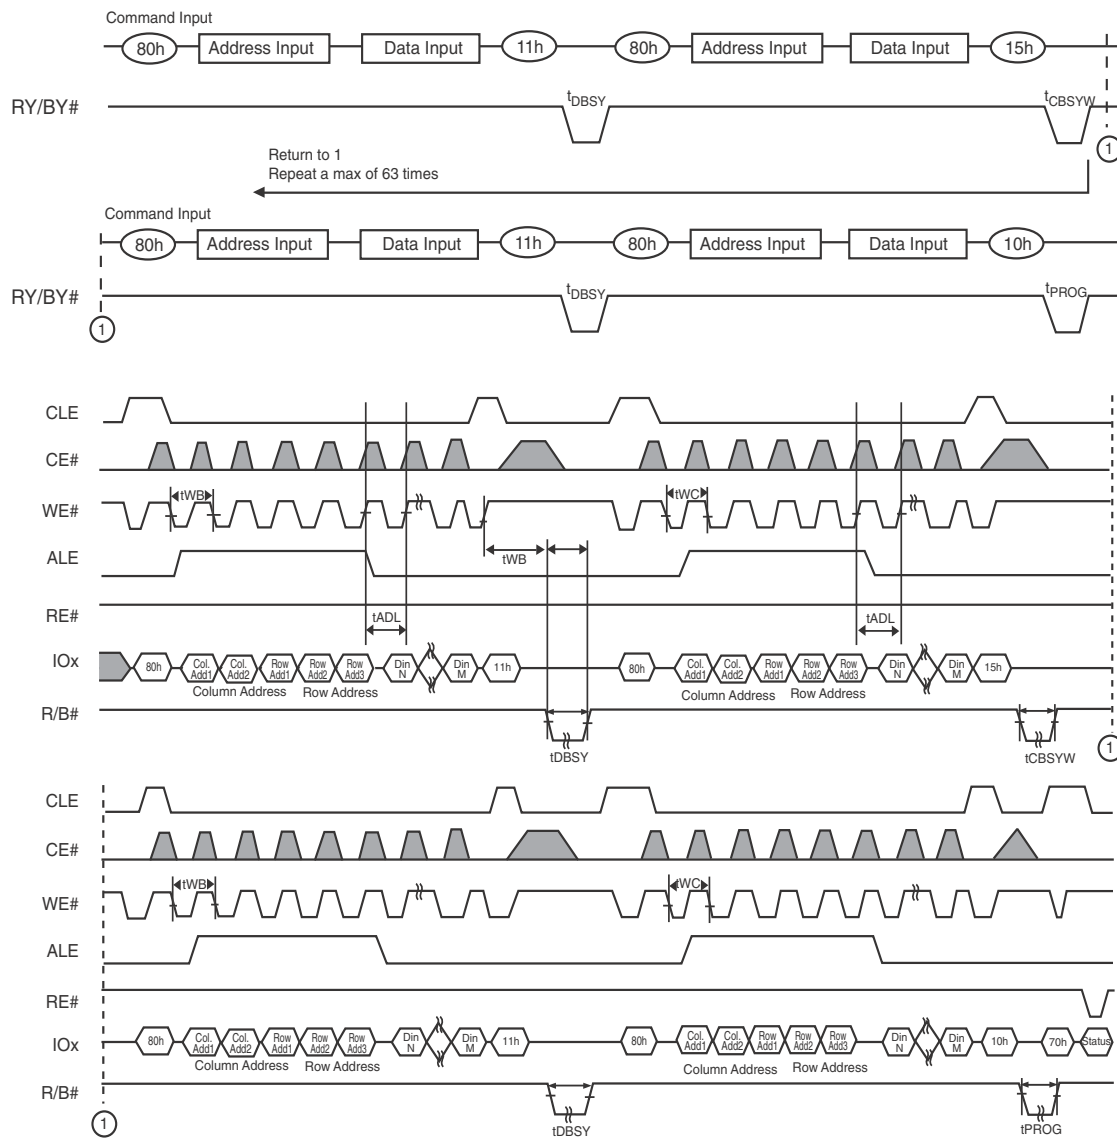 Command Input
80h Address Input Data Input 11h 80h Address Input Data Input 15h
RY/BY# tDBSY tCBSYW
1
Return to 1
Repeat a max of 63 times
Command Input
80h Address Input Data Input 11h 80h Address Input Data Input 10h
RY/BY# tDBSY tPROG
1
CLE
CE#
WE# tWB tWC
ALE tWB
RE# tADL tADL
IOx 80h Col. Add1 Col. Add2 Row Add1 Row Add2 Row Add3 Din N Din M 11h 80h Col. Add1 Col. Add2 Row Add1 Row Add2 Row Add3 Din N Din M 15h
Column Address Row Address Column Address Row Address
R/B#
tDBSY tCBSYW 1
CLE
CE#
WE# tWB tWC
ALE
RE#
IOx 80h Col. Add1 Col. Add2 Row Add1 Row Add2 Row Add3 Din N Din M 11h 80h Col. Add1 Col. Add2 Row Add1 Row Add2 Row Add3 Din N Din M 10h 70h Status
Column Address Row Address Column Address Row Address
R/B#
1 tDBSY tPROG